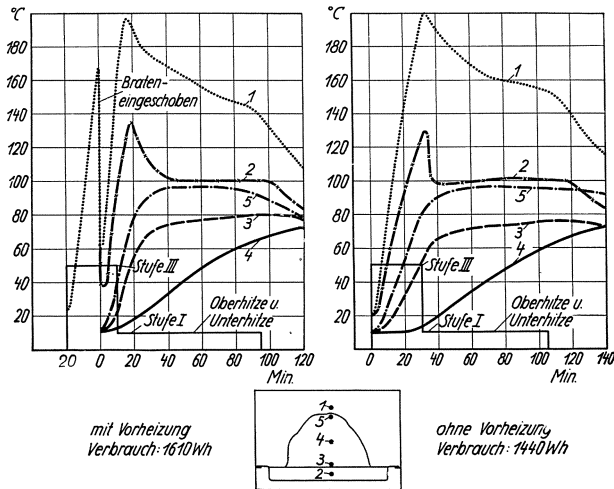 °C
180
160
140
120
100
80
60
40
20
Braten-
eingeschoben
1
2
5
3
4
Stufe III
Stufe I
Oberhitze u.
Unterhitze
20 0 20 40 60 80 100 120
Min.
°C
180
160
140
120
100
80
60
40
20
1
2
5
3
4
Stufe III
Stufe I
Oberhitze u.
Unterhitze
0 20 40 60 80 100 120 140
Min.
mit Vorheizung
Verbrauch: 1610 Wh
1
5
4
3
2
ohne Vorheizung
Verbrauch: 1440 Wh